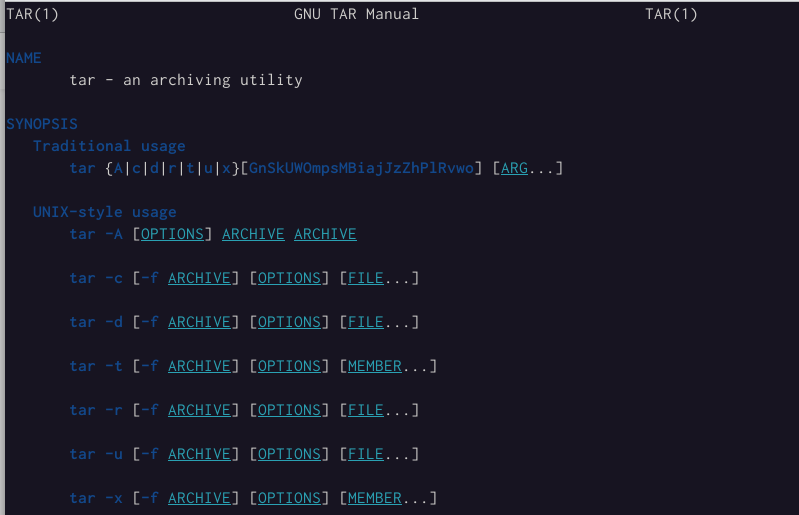 TAR(1) GNU TAR Manual TAR(1)
NAME
tar - an archiving utility
SYNOPSIS
Traditional usage
tar {A|c|d|r|t|u|x}[GnSkUWOmpsMBiajJzZhPlRvwo] [ARG...]
UNIX-style usage
tar -A [OPTIONS] ARCHIVE ARCHIVE
tar -c [-f ARCHIVE] [OPTIONS] [FILE...]
tar -d [-f ARCHIVE] [OPTIONS] [FILE...]
tar -t [-f ARCHIVE] [OPTIONS] [MEMBER...]
tar -r [-f ARCHIVE] [OPTIONS] [FILE...]
tar -u [-f ARCHIVE] [OPTIONS] [FILE...]
tar -x [-f ARCHIVE] [OPTIONS] [MEMBER...]